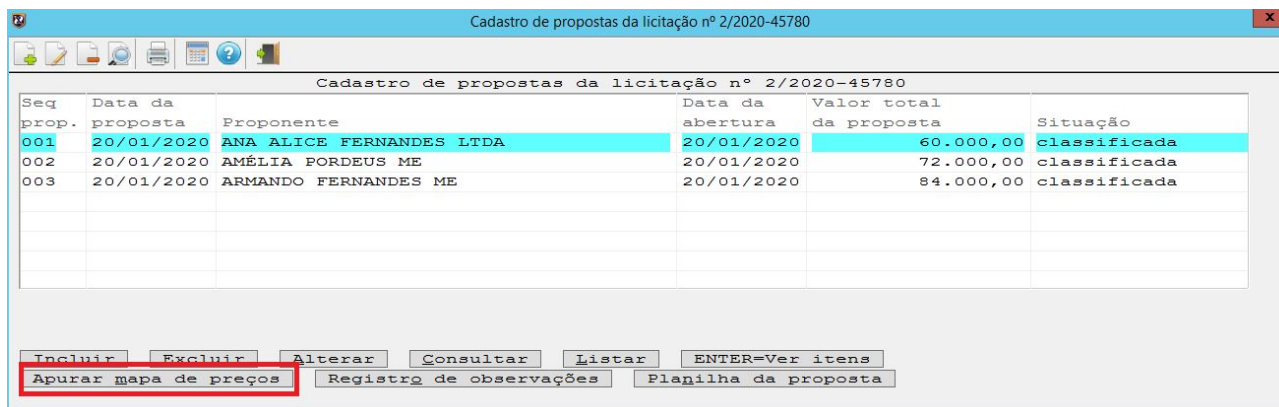 Cadastro de propostas da licitação nº 2/2020-45780
x
?
Cadastro de propostas da licitação n° 2/2020-45780
Seq prop. Data da proposta Proponente Data da abertura Valor total da proposta Situação
001 20/01/2020 ANA ALICE FERNANDES LTDA 20/01/2020 60.000,00 classificada
002 20/01/2020 AMÉLIA PORDEUS ME 20/01/2020 72.000,00 classificada
003 20/01/2020 ARMANDO FERNANDES ME 20/01/2020 84.000,00 classificada
Incluir Excluir Alterar Consultar Listar ENTER=Ver itens
Apurar mapa de preços Registro de observações Planilha da proposta